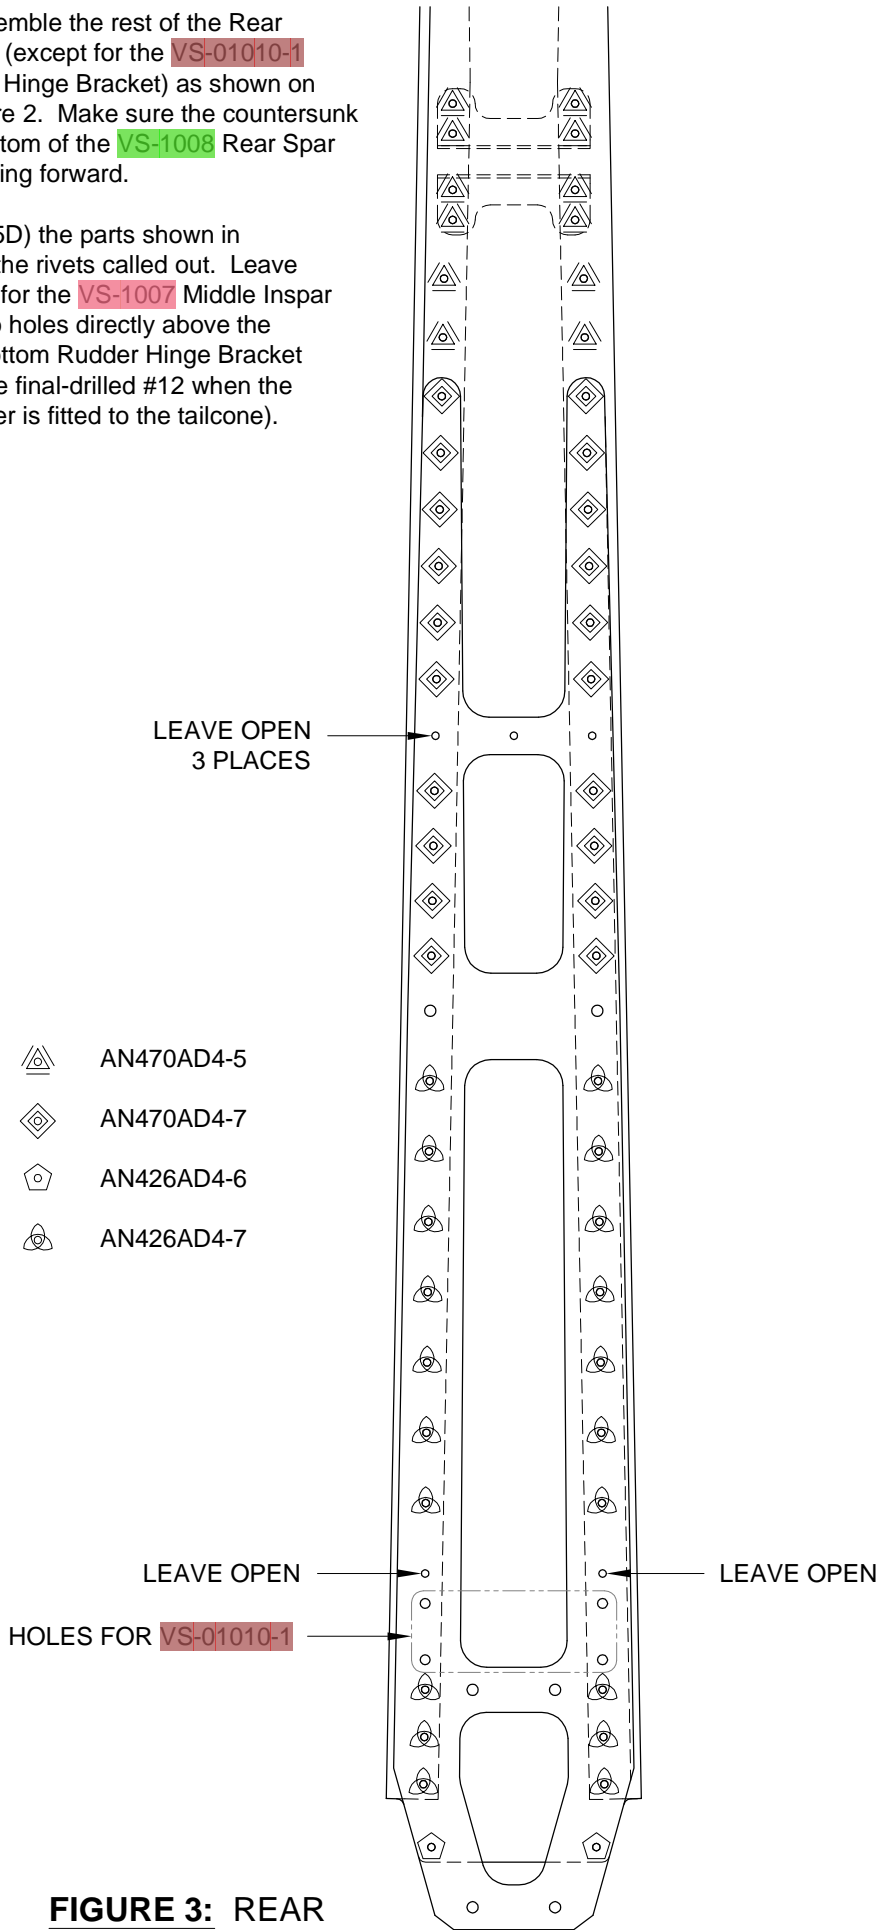 emble the rest of the Rear
(except for the VS-01010-1
Hinge Bracket) as shown on
re 2. Make sure the countersunk
ttom of the VS-1008 Rear Spar
ing forward.
5D) the parts shown in
the rivets called out. Leave
for the VS-1007 Middle Inspar
o holes directly above the
ottom Rudder Hinge Bracket
e final-drilled #12 when the
er is fitted to the tailcone).
LEAVE OPEN
3 PLACES
AN470AD4-5
AN470AD4-7
AN426AD4-6
AN426AD4-7
LEAVE OPEN
LEAVE OPEN
HOLES FOR VS-01010-1
FIGURE 3: REAR